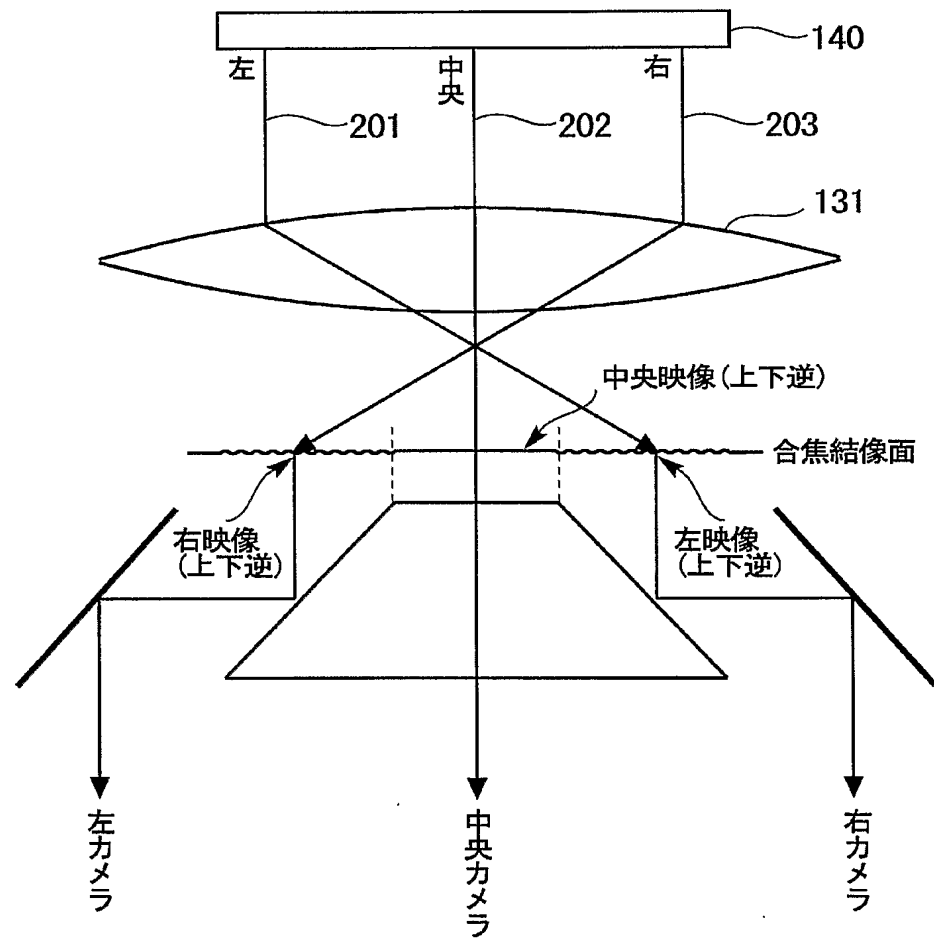 140
左
中央
右
201
202
203
131
中央映像(上下逆)
合焦結像面
右映像
(上下逆)
左映像
(上下逆)
左カメラ
中央カメラ
右カメラ